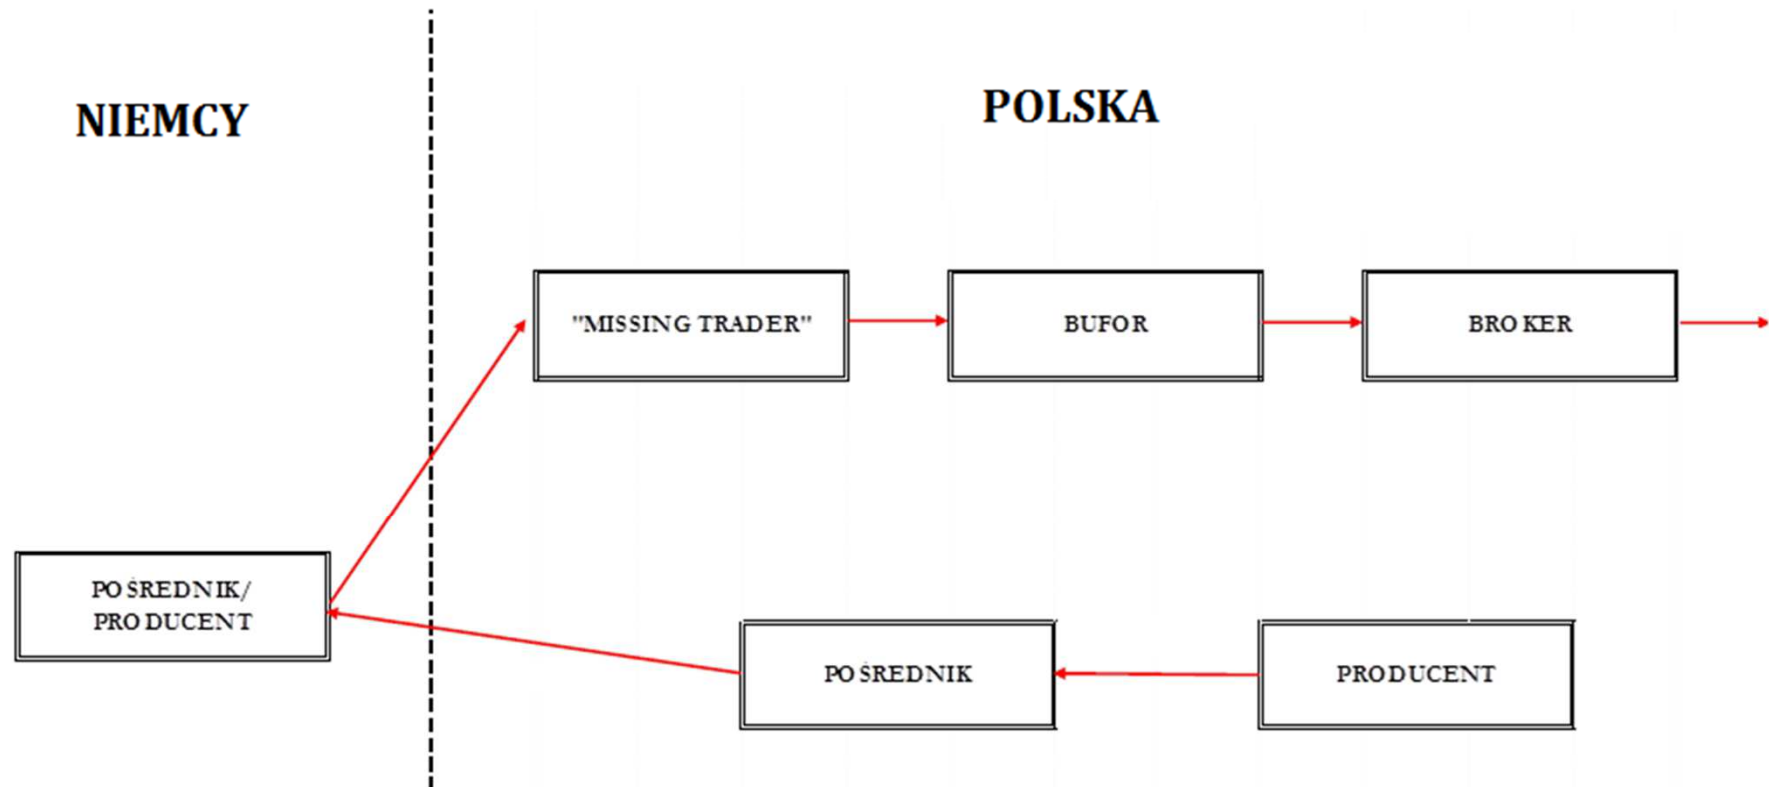 NIEMCY
POLSKA
"MISSING TRADER"
BUFOR
BROKER
POŚREDNIK/
PRODUCENT
POŚREDNIK
PRODUCENT